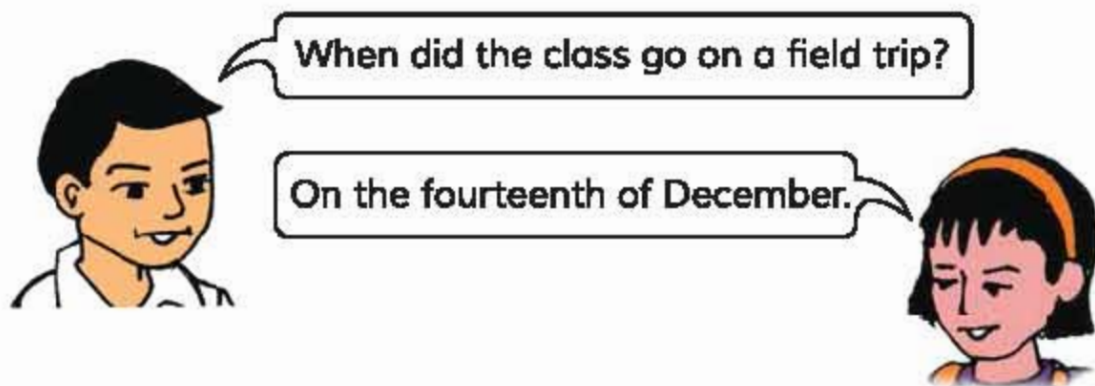 When did the class go on a field trip?
On the fourteenth of December.